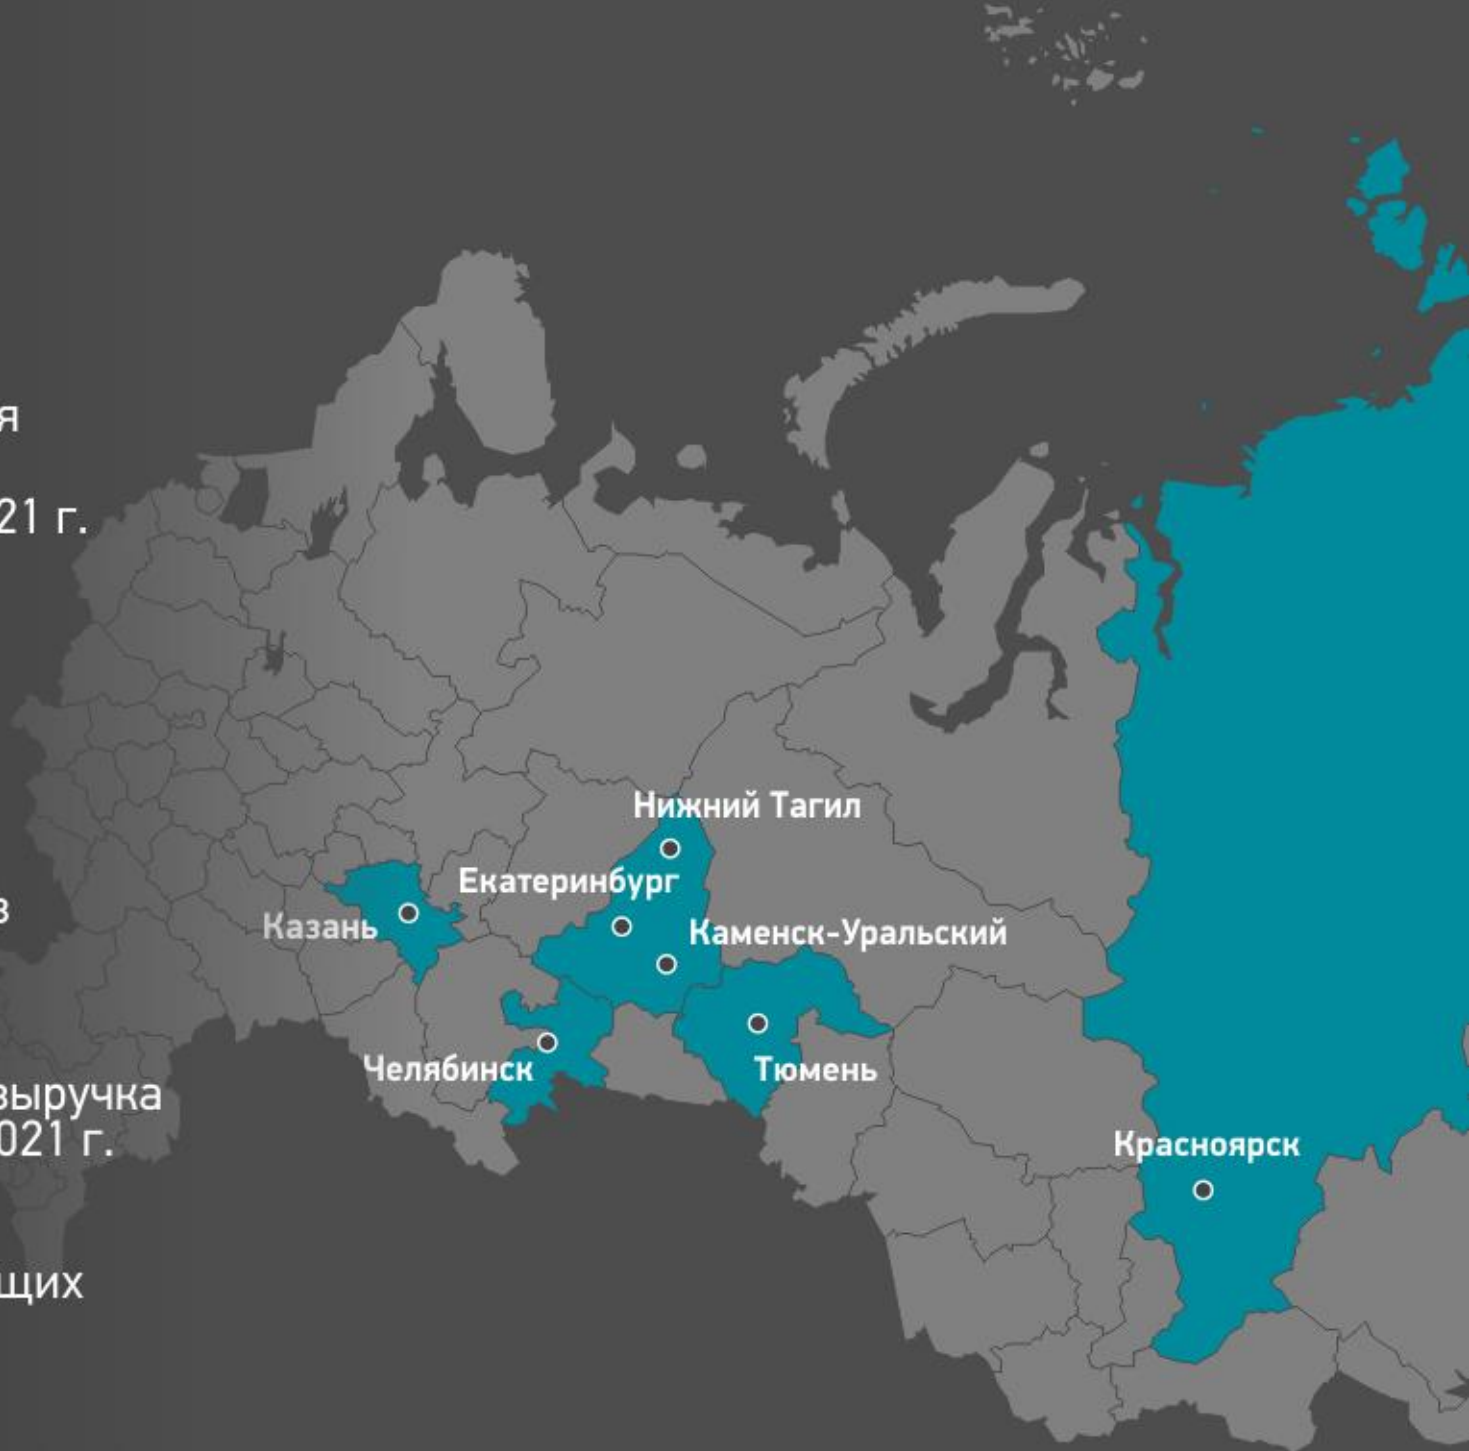 я
21 г.
Нижний Тагил
Екатеринбург
Казань
Каменск-Уральский
в
Челябинск
Тюмень
выручка
021 г.
Красноярск
щих